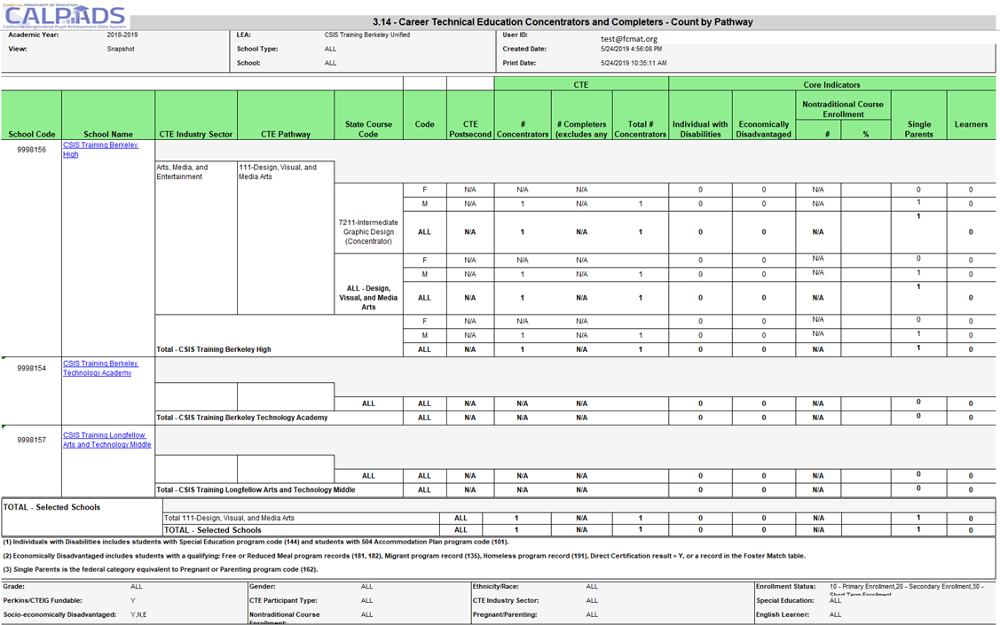 California DEPARTMENT OF EDUCATION
CALPADS
California Longitudinal Pupil Achievement Data System
3.14 - Career Technical Education Concentrators and Completers - Count by Pathway
Academic Year: 2018-2019 LEA: CSIS Training Berkeley Unified User ID: test@fcmat.org
View: Snapshot School Type: ALL Created Date: 5/24/2019 4:56:08 PM
School: ALL Print Date: 5/24/2019 10:35:11 AM
CTE Core Indicators
School Code School Name CTE Industry Sector CTE Pathway State Course Code Code CTE Postsecond # Concentrators # Completers (excludes any Total # Concentrators Individual with Disabilities Economically Disadvantaged Nontraditional Course Enrollment # % Single Parents Learners
9998156 CSIS Training Berkeley High
Arts, Media, and Entertainment 111-Design, Visual, and Media Arts
F N/A N/A N/A 0 0 N/A 0 0
M N/A 1 N/A 1 0 0 N/A 1 0
7211-Intermediate Graphic Design (Concentrator) ALL N/A 1 N/A 1 0 0 N/A 1 0
F N/A N/A N/A 0 0 N/A 0 0
M N/A 1 N/A 1 0 0 N/A 1 0
ALL - Design, Visual, and Media Arts ALL N/A 1 N/A 1 0 0 N/A 1 0
F N/A N/A N/A 0 0 N/A 0 0
M N/A 1 N/A 1 0 0 N/A 1 0
Total - CSIS Training Berkeley High ALL N/A 1 N/A 1 0 0 N/A 1 0
9998154 CSIS Training Berkeley Technology Academy
ALL ALL N/A N/A N/A 0 0 N/A 0 0
Total - CSIS Training Berkeley Technology Academy ALL N/A N/A N/A 0 0 N/A 0 0
9998157 CSIS Training Longfellow Arts and Technology Middle
ALL ALL N/A N/A N/A 0 0 N/A 0 0
Total - CSIS Training Longfellow Arts and Technology Middle ALL N/A N/A N/A 0 0 N/A 0 0
TOTAL - Selected Schools
Total 111-Design, Visual, and Media Arts ALL 1 N/A 1 0 0 N/A 1 0
TOTAL - Selected Schools ALL 1 N/A 1 0 0 N/A 1 0
(1) Individuals with Disabilities includes students with Special Education program code (144) and students with 504 Accommodation Plan program code (101).
(2) Economically Disadvantaged includes students with a qualifying: Free or Reduced Meal program records (181, 182), Migrant program record (135), Homeless program record (191), Direct Certification result = Y, or a record in the Foster Match table.
(3) Single Parents is the federal category equivalent to Pregnant or Parenting program code (162).
Grade: ALL Gender: ALL Ethnicity/Race: ALL Enrollment Status: 10 - Primary Enrollment,20 - Secondary Enrollment,30 - Short Term Enrollment
Perkins/CTEIG Fundable: Y CTE Participant Type: ALL CTE Industry Sector: ALL Special Education: ALL
Socio-economically Disadvantaged: Y,N,E Nontraditional Course Enrollment: ALL Pregnant/Parenting: ALL English Learner: ALL